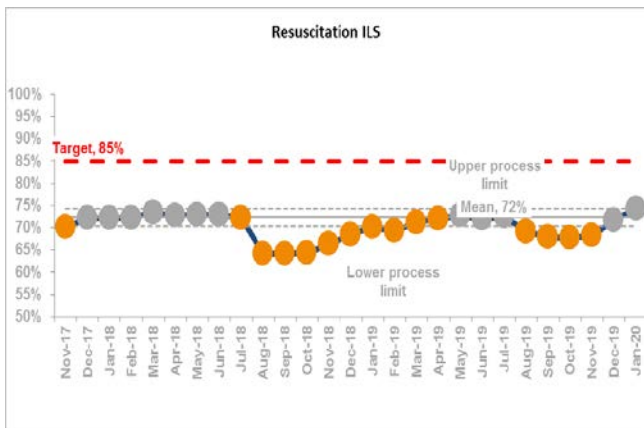 Resuscitation ILS
100%
95%
90%
85%
80%
75%
70%
65%
60%
55%
50%
Target, 85%
Upper process
limit
Mean, 72%
Lower process
limit
Nov-17
Dec-17
Jan-18
Feb-18
Mar-18
Apr-18
May-18
Jun-18
Jul-18
Aug-18
Sep-18
Oct-18
Nov-18
Dec-18
Jan-19
Feb-19
Mar-19
Apr-19
May-19
Jun-19
Jul-19
Aug-19
Sep-19
Oct-19
Nov-19
Dec-19
Jan-20